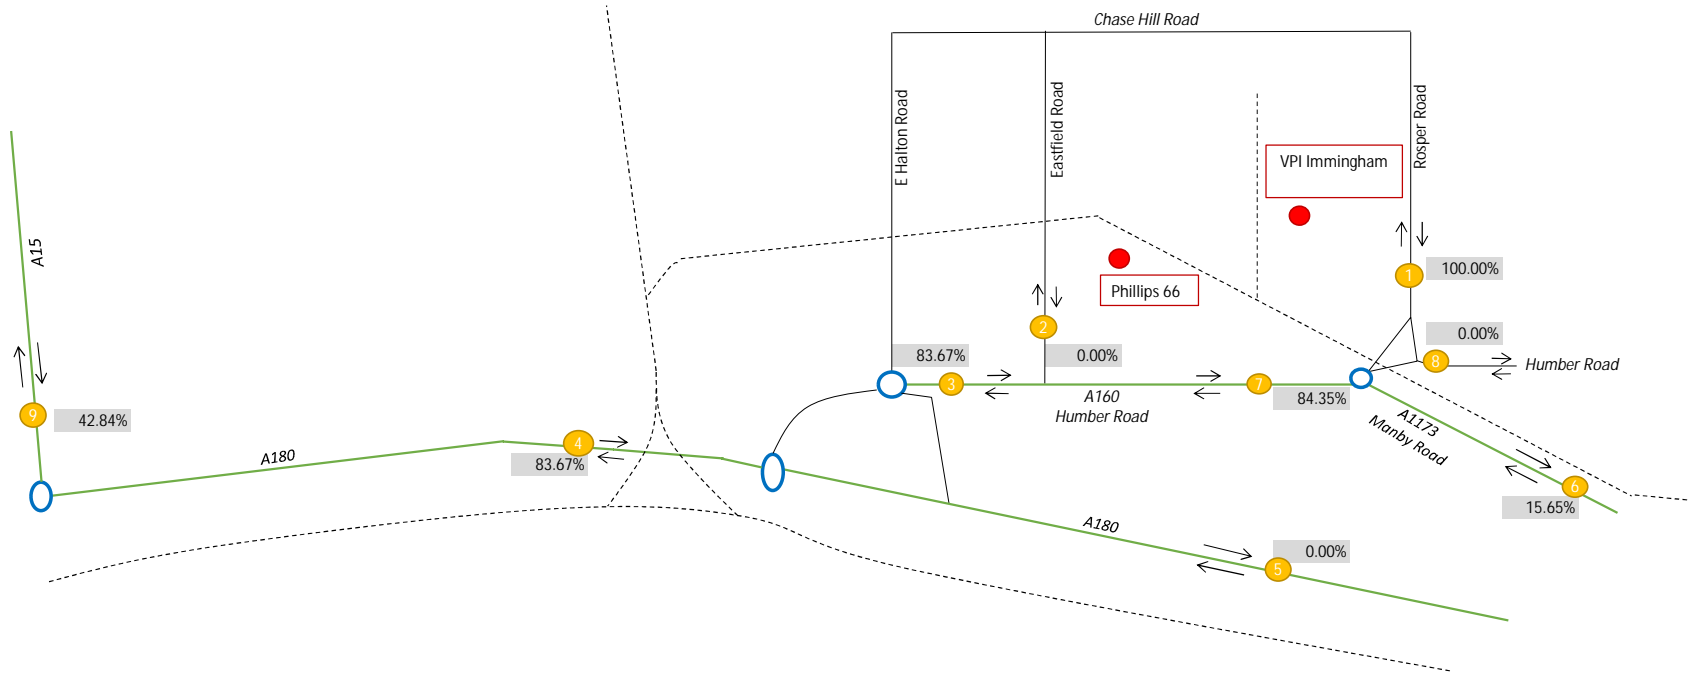 Chase Hill Road
E Halton Road
Eastfield Road
Rosper Road
VPI Immingham
A15
Phillips 66
1
100.00%
2
0.00%
8
0.00%
Humber Road
83.67%
3
7
84.35%
A160
Humber Road
A1173
Manby Road
9
42.84%
A180
4
83.67%
6
15.65%
A180
0.00%
5